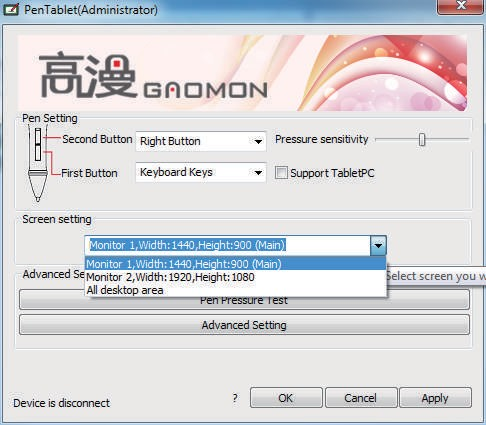 PenTablet(Administrator)
高漫 GAOMON
Pen Setting
Second Button Right Button Pressure sensitivity
First Button Keyboard Keys Support TabletPC
Screen setting
Monitor 1,Width:1440,Height:900 (Main)
Monitor 1,Width:1440,Height:900 (Main)
Advanced Se
Monitor 2,Width:1920,Height:1080
Select screen you w
All desktop area
Pen Pressure Test
Advanced Setting
Device is disconnect ? OK Cancel Apply